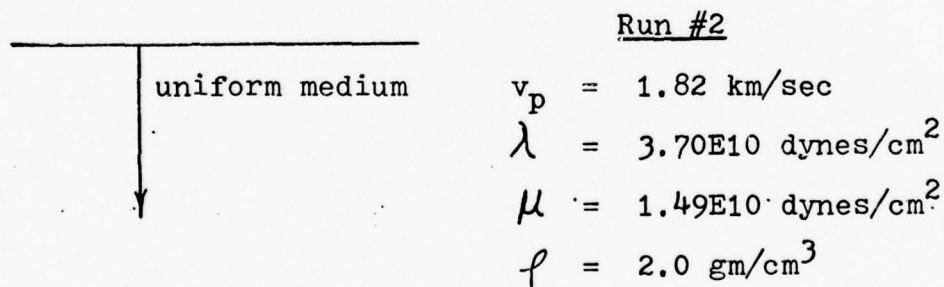 Run #2
uniform medium
v_p = 1.82 km/sec
λ = 3.70E10 dynes/cm²
μ = 1.49E10 dynes/cm²
ρ = 2.0 gm/cm³